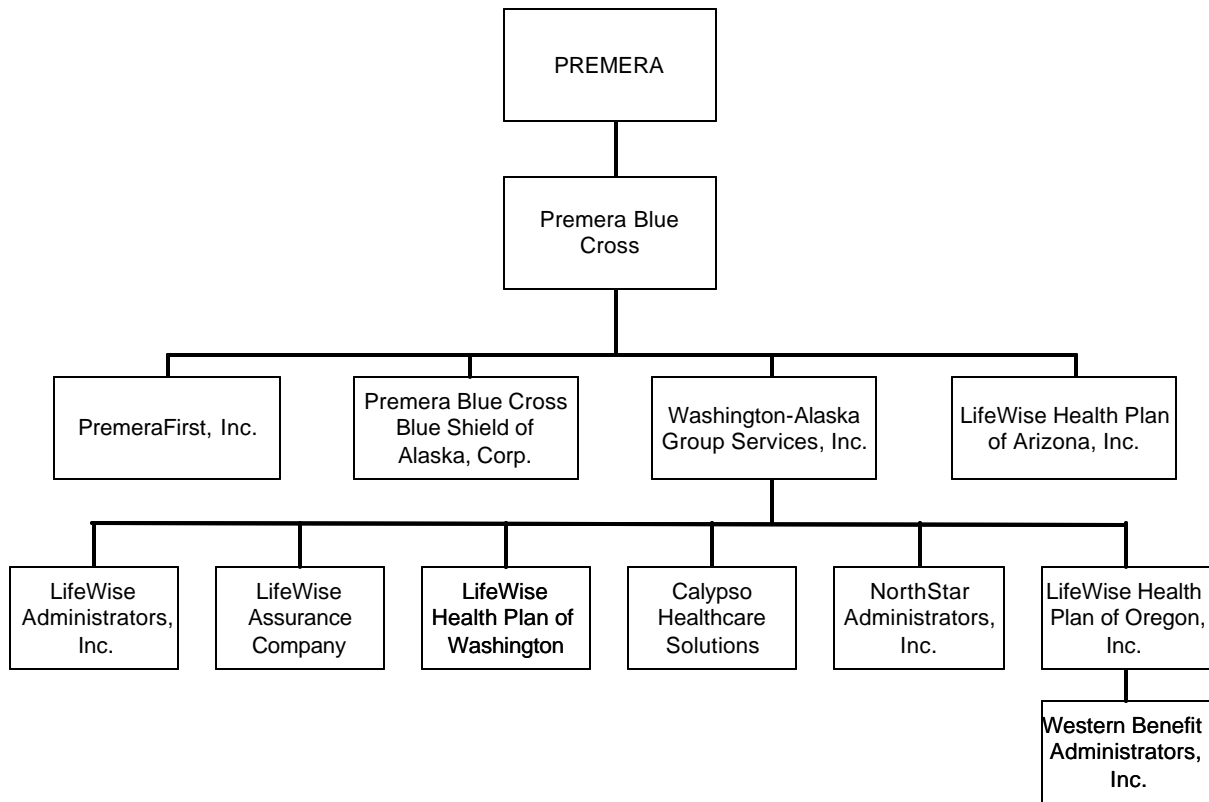 PREMERA
Premera Blue
Cross
PremeraFirst, Inc.
Premera Blue Cross
Blue Shield of
Alaska, Corp.
Washington-Alaska
Group Services, Inc.
LifeWise Health Plan
of Arizona, Inc.
LifeWise
Administrators,
Inc.
LifeWise
Assurance
Company
LifeWise
Health Plan of
Washington
Calypso
Healthcare
Solutions
NorthStar
Administrators,
Inc.
LifeWise Health
Plan of Oregon,
Inc.
Western Benefit
Administrators,
Inc.